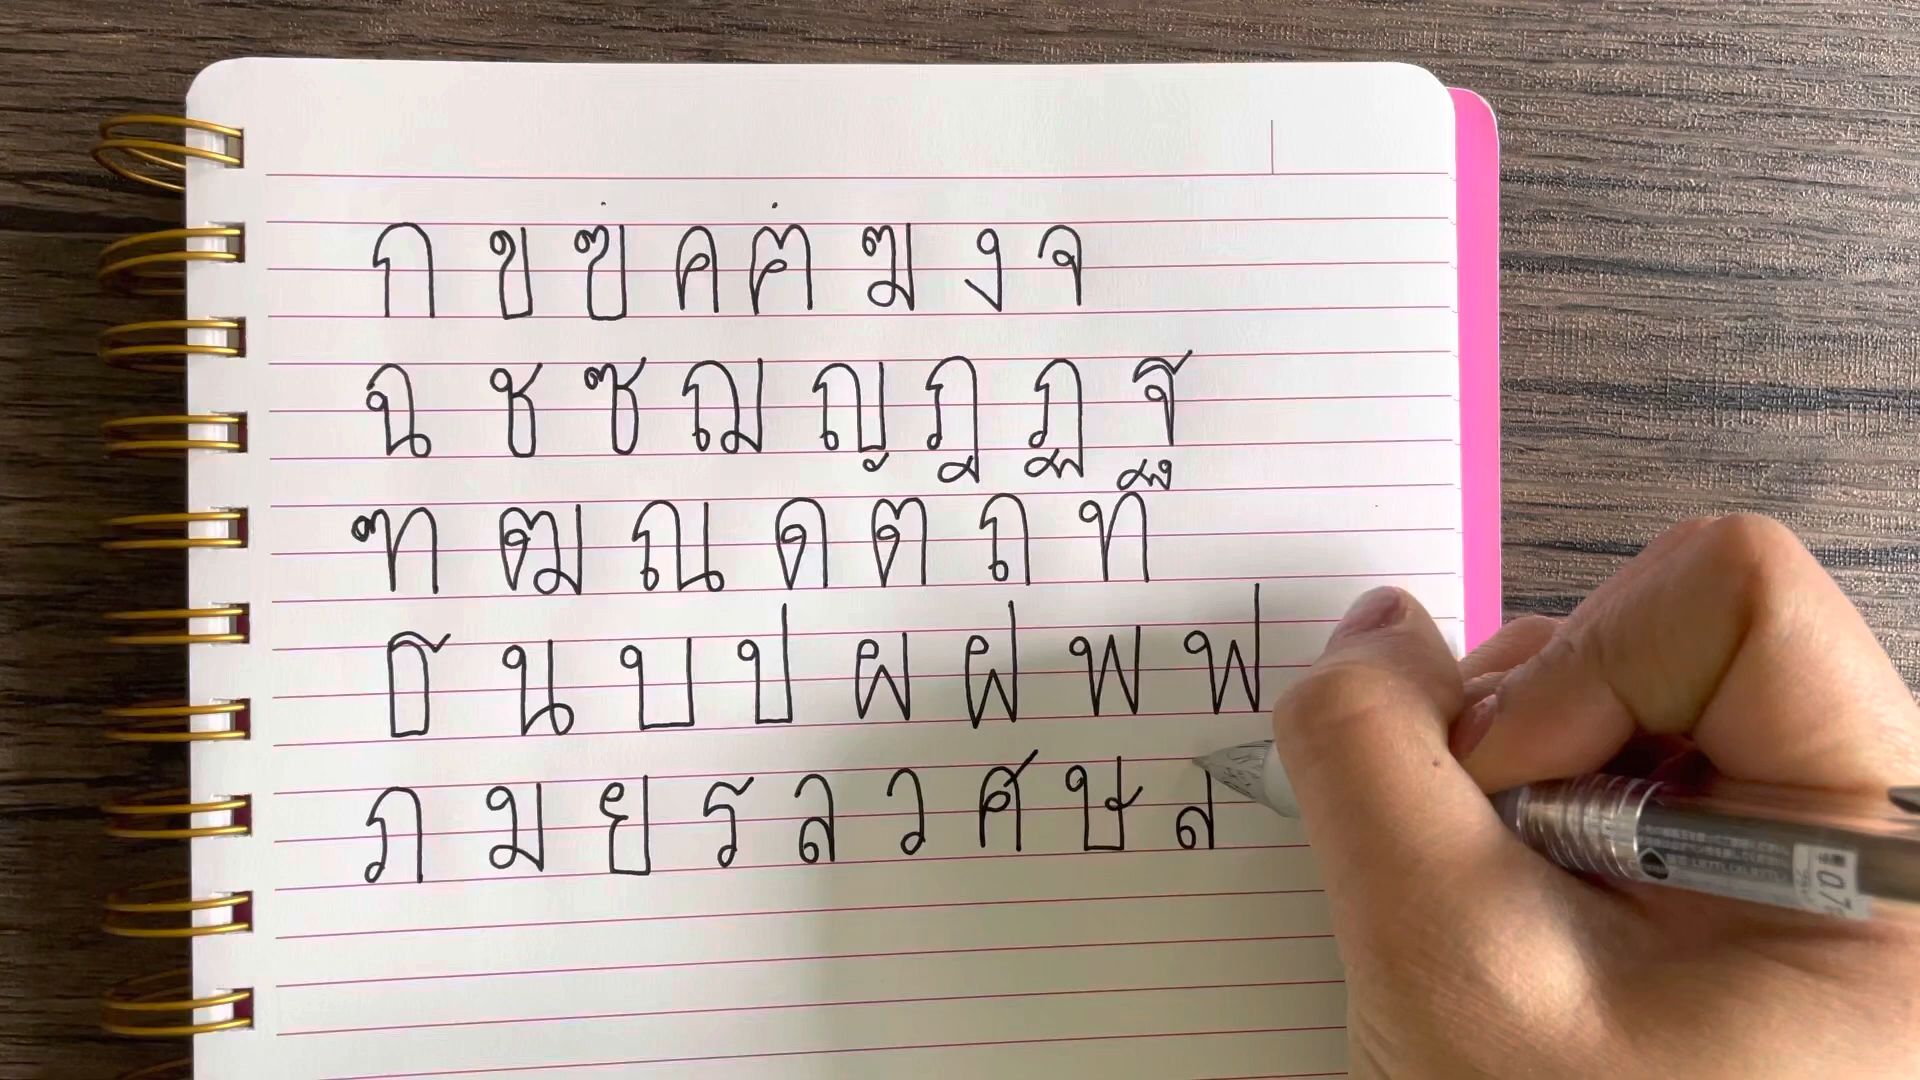 ก ข ฃ ค ฅ ฆ ง จ
ฉ ช ซ ฌ ญ ฎ ฏ ฐ
ฑ ฒ ณ ด ต ถ ท
ธ น บ ป ผ ฝ พ ฟ
ภ ม ย ร ล ว ศ ษ
0.7